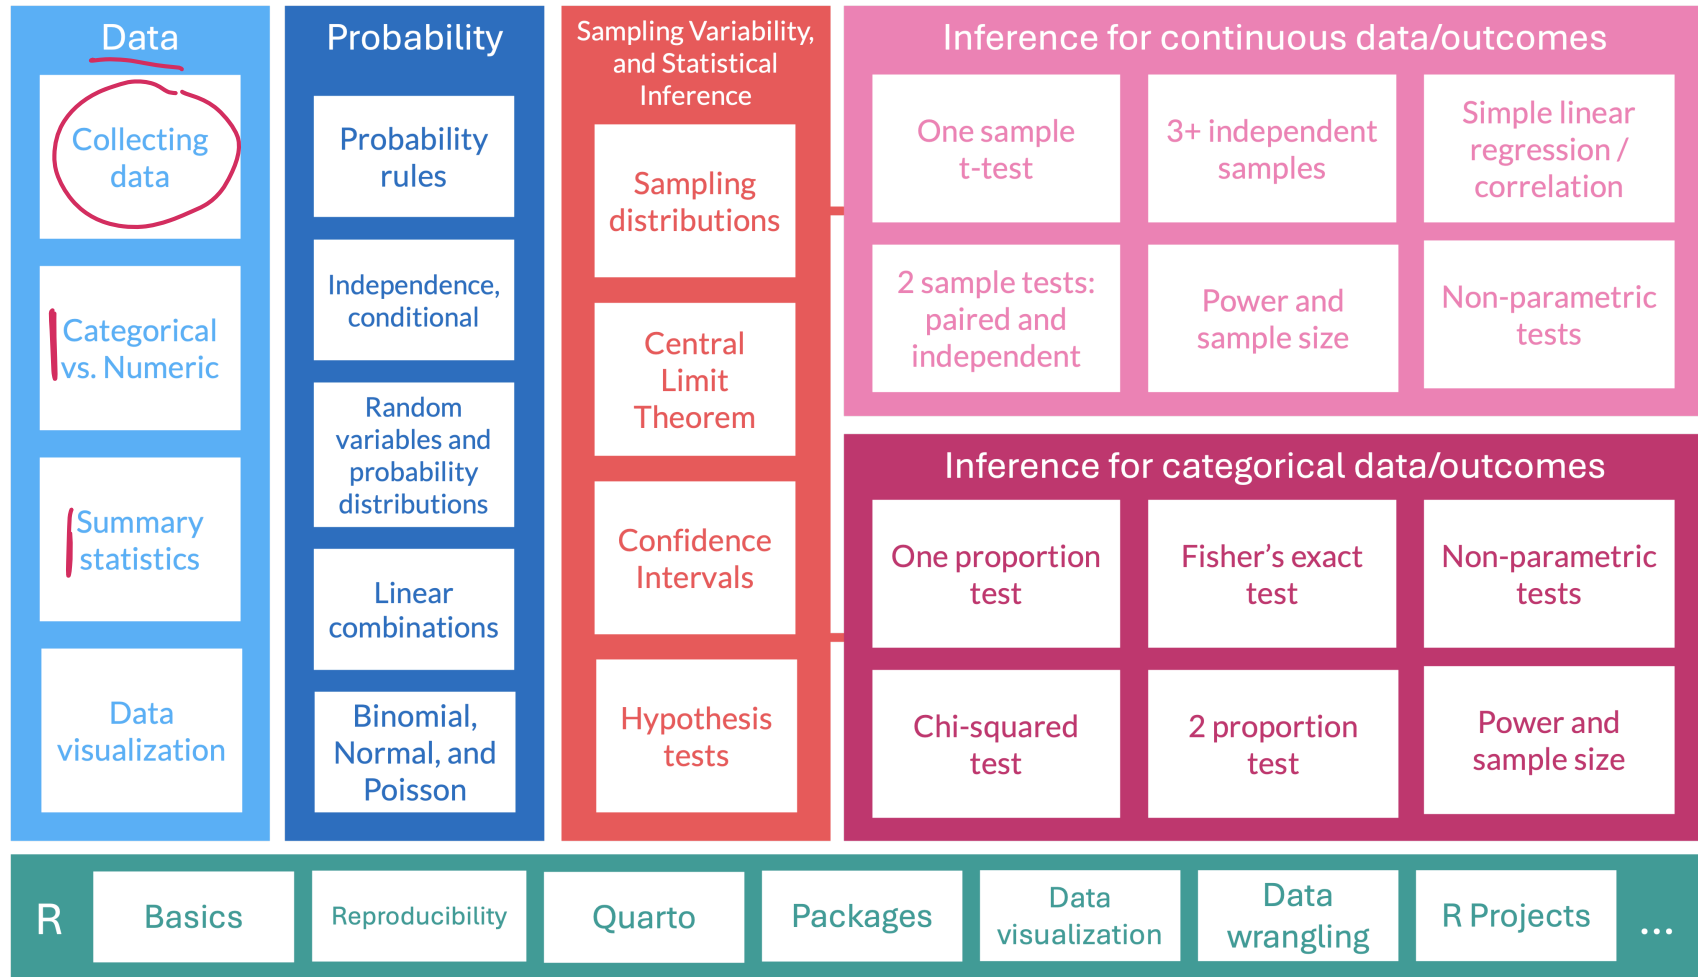 Data
Collecting
data
Categorical
vs. Numeric
Summary
statistics
Data
visualization
Probability
Probability
rules
Independence,
conditional
Random
variables and
probability
distributions
Linear
combinations
Binomial,
Normal, and
Poisson
Sampling Variability,
and Statistical
Inference
Sampling
distributions
Central
Limit
Theorem
Confidence
Intervals
Hypothesis
tests
Inference for continuous data/outcomes
One sample
t-test
3+ independent
samples
Simple linear
regression /
correlation
2 sample tests:
paired and
independent
Power and
sample size
Non-parametric
tests
Inference for categorical data/outcomes
One proportion
test
Fisher’s exact
test
Non-parametric
tests
Chi-squared
test
2 proportion
test
Power and
sample size
R
Basics
Reproducibility
Quarto
Packages
Data
visualization
Data
wrangling
R Projects
...